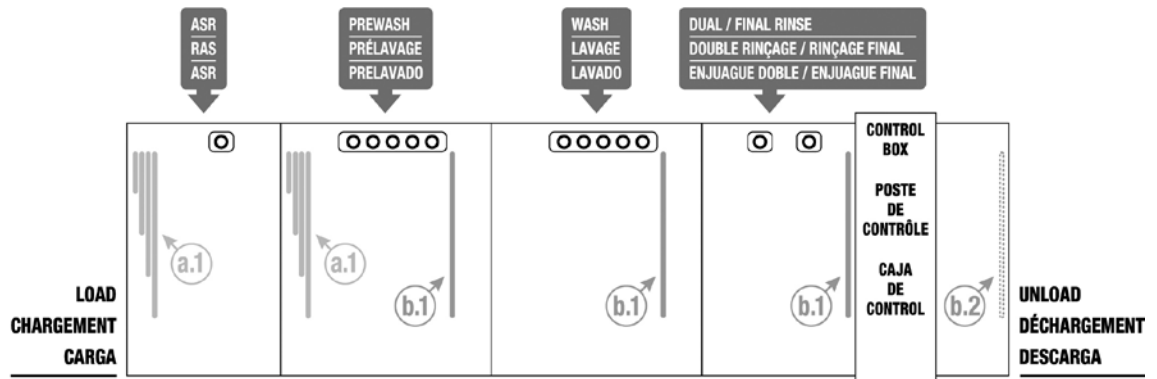 ASR
RAS
ASR
PREWASH
PRÉLAVAGE
PRELAVADO
WASH
LAVAGE
LAVADO
DUAL / FINAL RINSE
DOUBLE RINÇAGE / RINÇAGE FINAL
ENJUAGUE DOBLE / ENJUAGUE FINAL
CONTROL
BOX
POSTE
DE
CONTRÔLE
CAJA
DE
CONTROL
a.1
a.1
b.1
b.1
b.1
b.2
LOAD
CHARGEMENT
CARGA
UNLOAD
DÉCHARGEMENT
DESCARGA